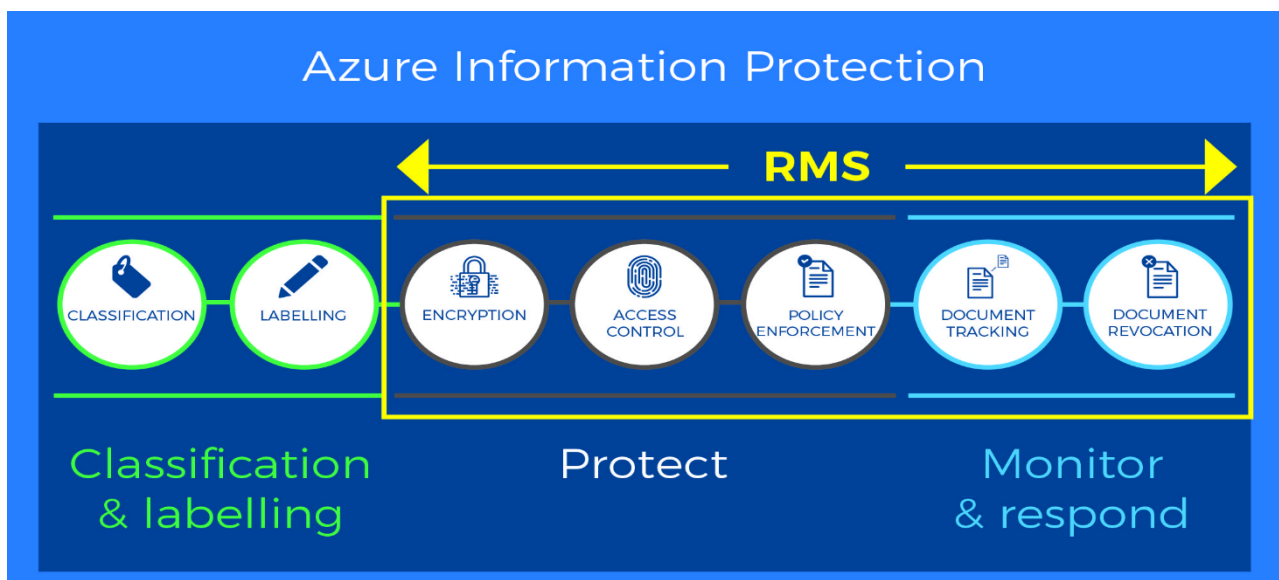 Azure Information Protection
RMS
CLASSIFICATION
LABELLING
ENCRYPTION
ACCESS
CONTROL
POLICY
ENFORCEMENT
DOCUMENT
TRACKING
DOCUMENT
REVOCATION
Classification
& labelling
Protect
Monitor
& respond